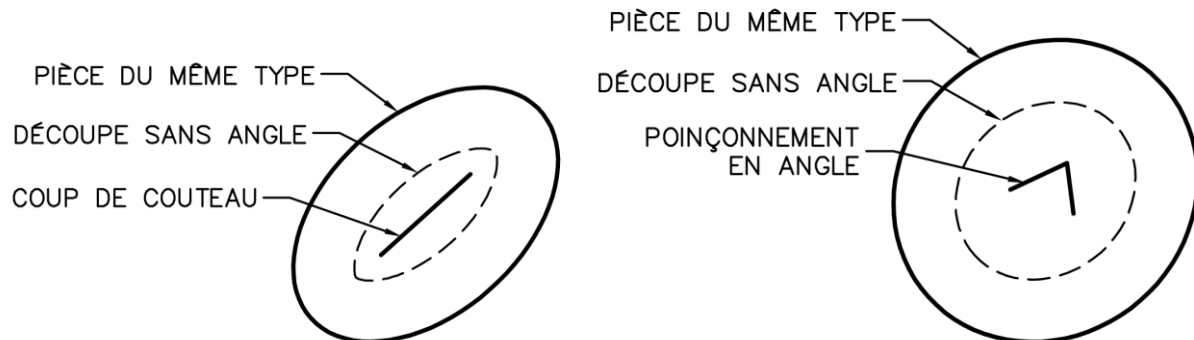 PIÈCE DU MÊME TYPE
DÉCOUPE SANS ANGLE
COUP DE COUTEAU
PIÈCE DU MÊME TYPE
DÉCOUPE SANS ANGLE
POINÇONNEMENT
EN ANGLE